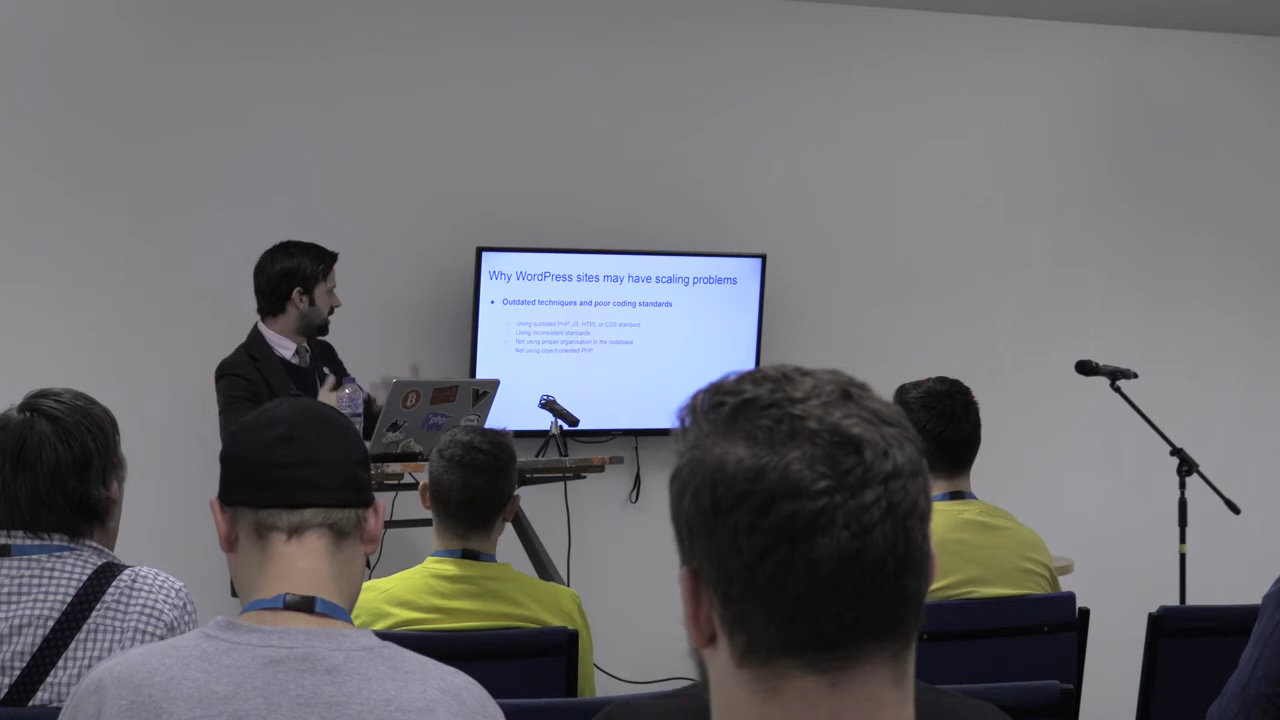 Why WordPress sites may have scaling problems
Outdated techniques and poor coding standards
Using outdated PHP, JS, HTML or CSS standard
Using inconsistent standards
Not using proper organisation in the codebase
Not using object-oriented PHP
php